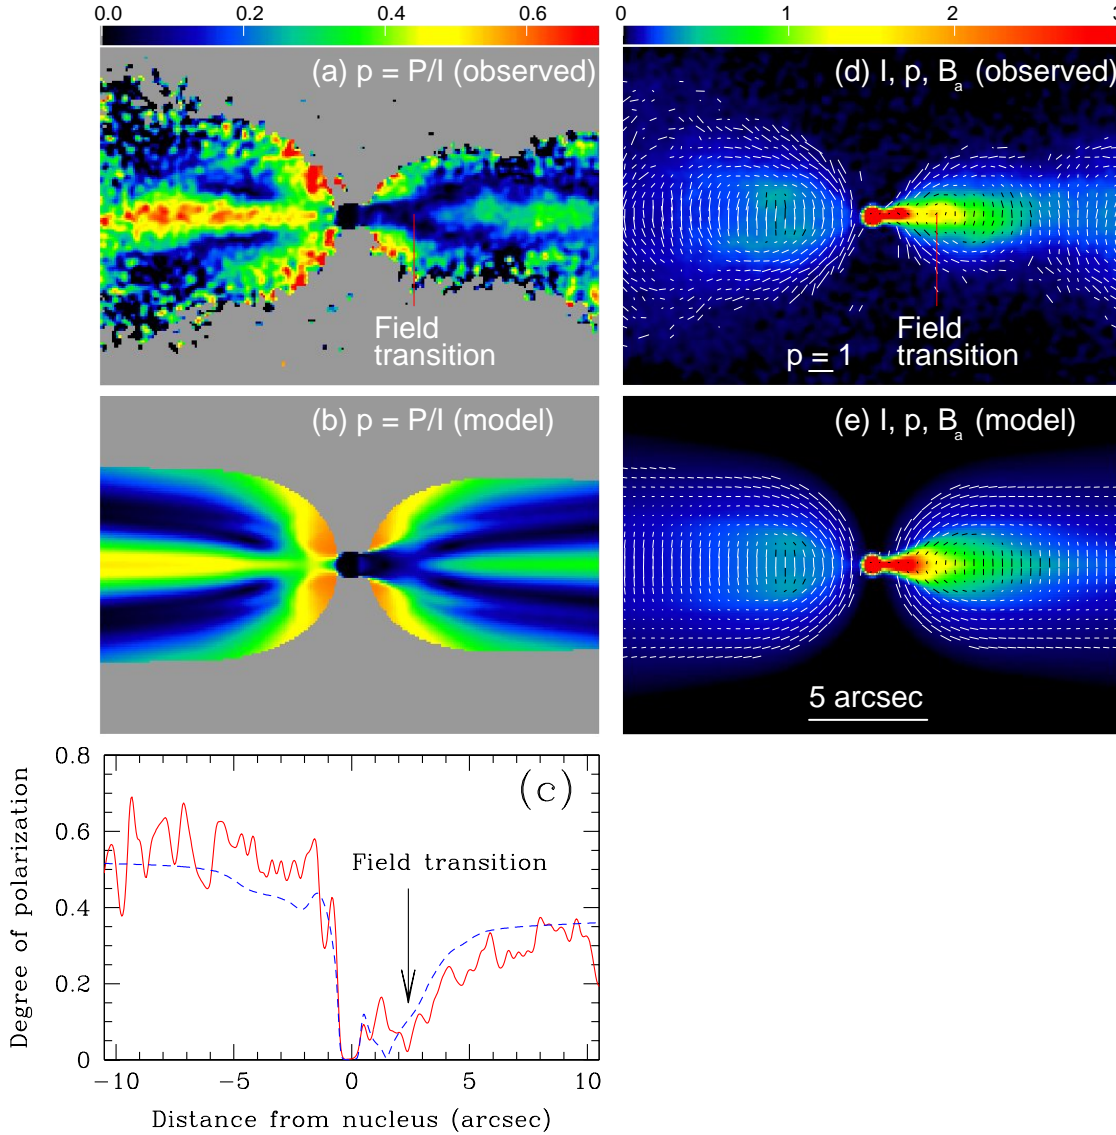 0.0 0.2 0.4 0.6
0 1 2 3
(a) p = P/I (observed)
Field
transition
(d) I, p, Bₐ (observed)
p = 1
Field
transition
(b) p = P/I (model)
(e) I, p, Bₐ (model)
5 arcsec
(c)
Degree of polarization
0.8
0.6
0.4
0.2
0
Field transition
−10 −5 0 5 10
Distance from nucleus (arcsec)